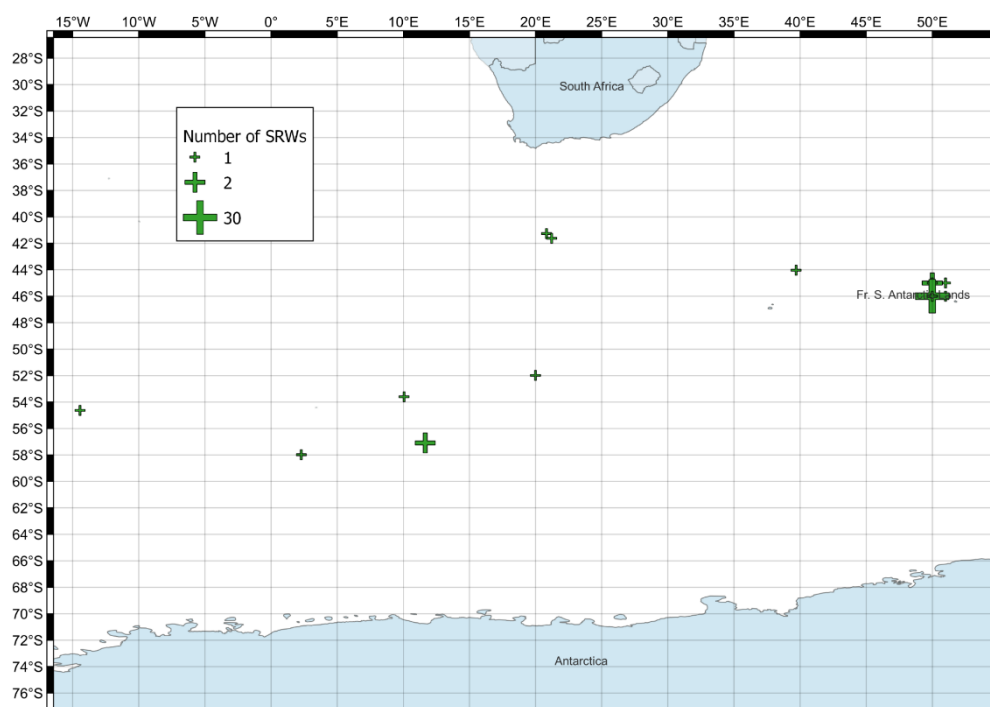 15°W 10°W 5°W 0°E 5°E 10°E 15°E 20°E 25°E 30°E 35°E 40°E 45°E 50°E
28°S
30°S
South Africa
32°S
34°S
36°S
38°S
40°S
42°S
44°S
46°S
48°S
50°S
52°S
54°S
56°S
58°S
60°S
62°S
64°S
66°S
68°S
70°S
72°S
74°S
76°S
Number of SRWs
1
2
30
Fr. S. Antarctic Lands
Antarctica